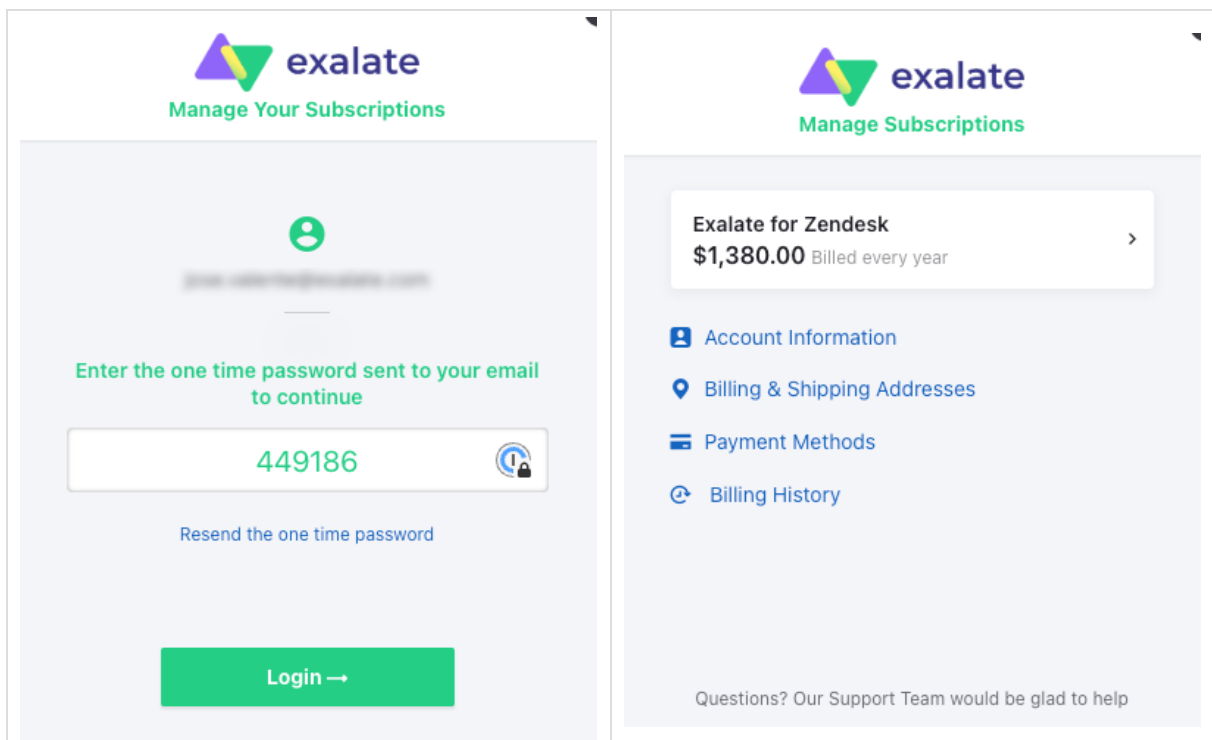 exalate
Manage Your Subscriptions
Enter the one time password sent to your email
to continue
449186
Resend the one time password
Login →
exalate
Manage Subscriptions
Exalate for Zendesk
$1,380.00 Billed every year
Account Information
Billing & Shipping Addresses
Payment Methods
Billing History
Questions? Our Support Team would be glad to help